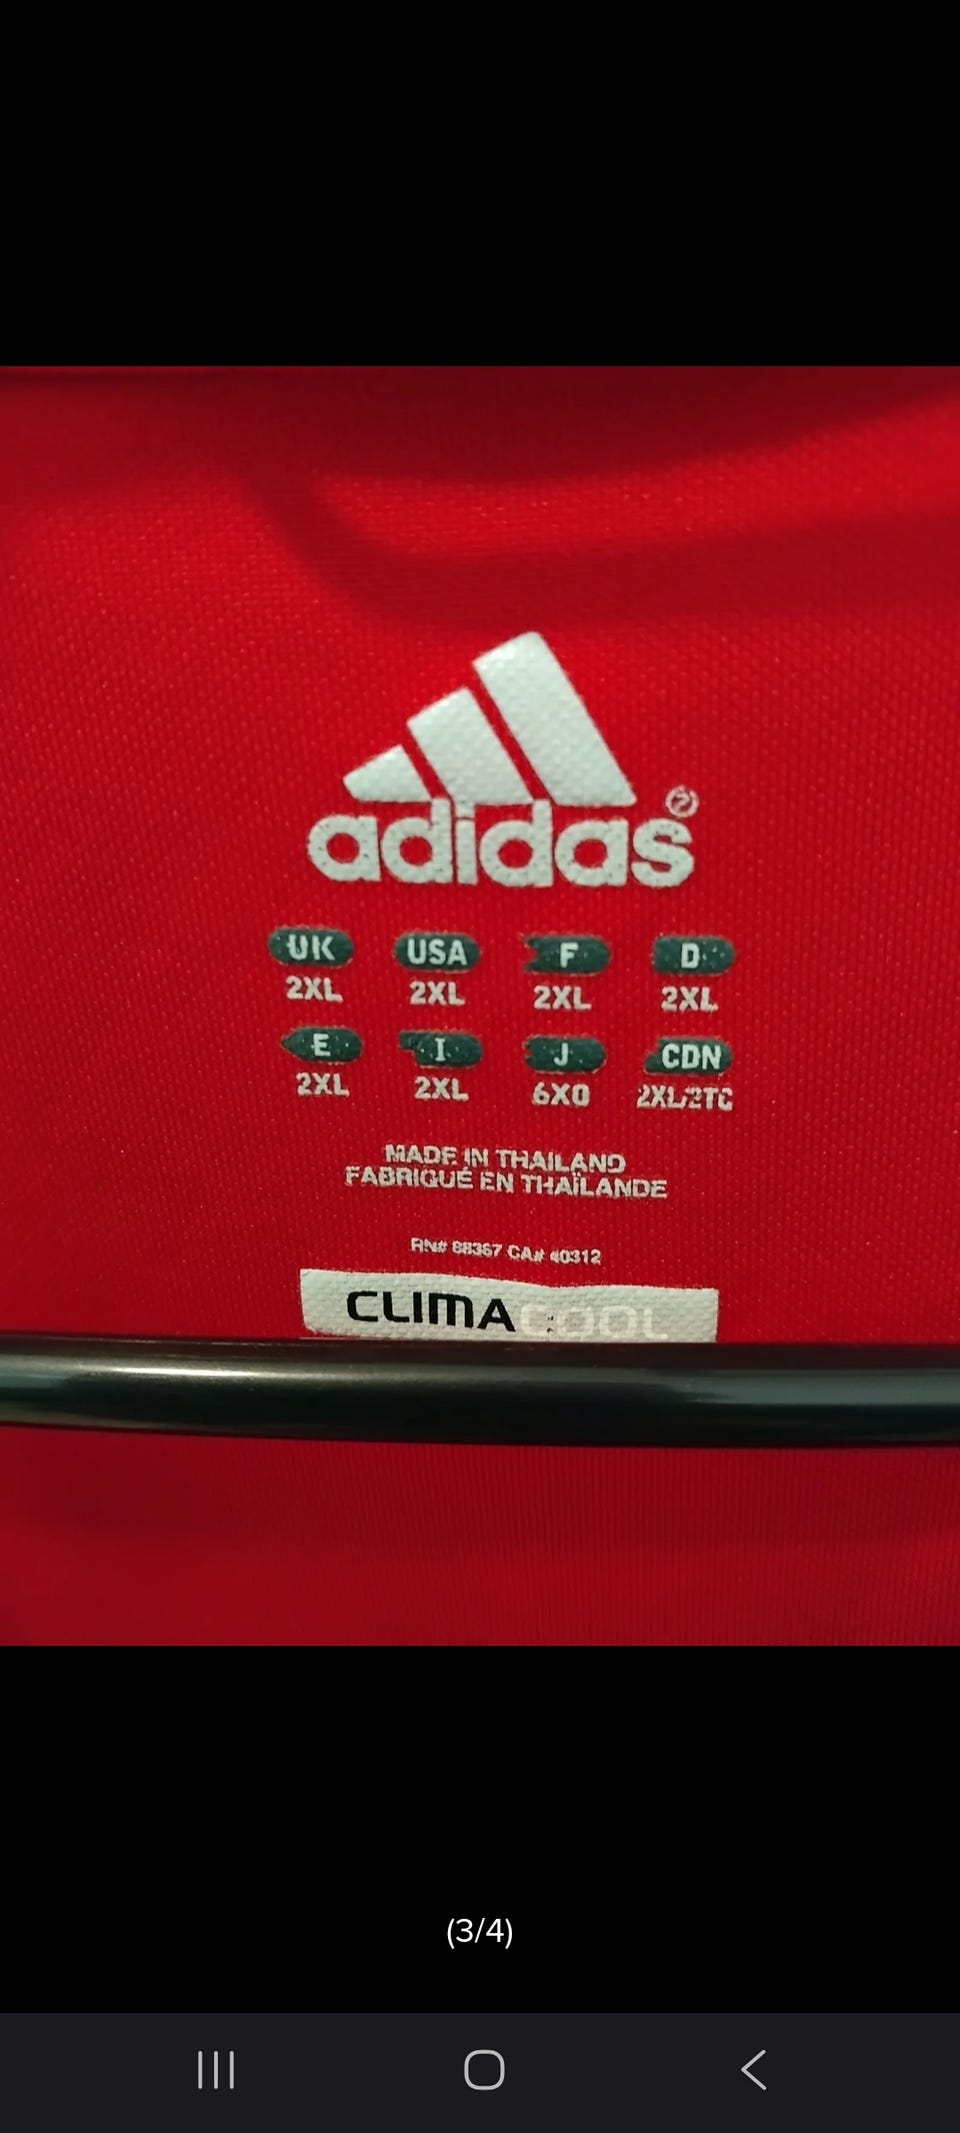 adidas®
UK USA F D
2XL 2XL 2XL 2XL
E I J CDN
2XL 2XL 6XO 2XL/2TG
MADE IN THAILAND
FABRIQUÉ EN THAÏLANDE
RN# 88367 CA# 40312
CLIMACOOL
(3/4)